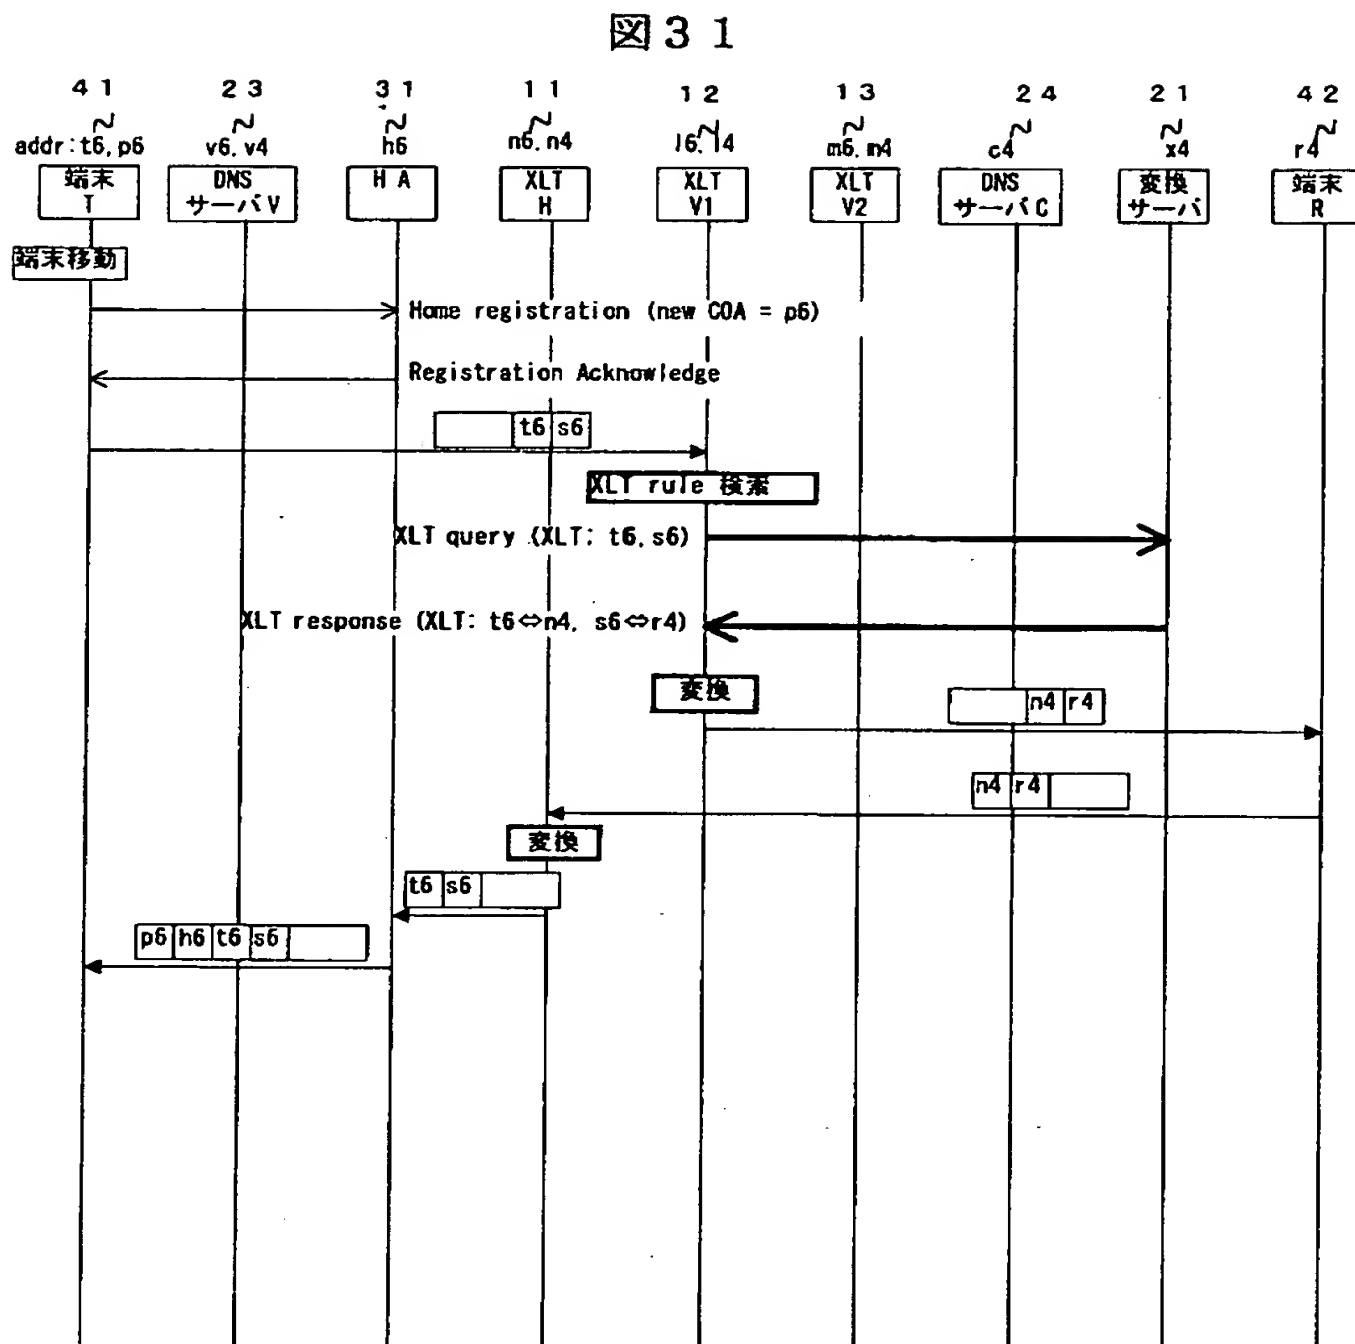 図31
41 23 31 11 12 13 24 21 42
addr:t6,p6 v6,v4 h6 n6,n4 l6,l4 m6,m4 c4 x4 r4
端末 DNS HA XLT XLT XLT DNS 変換 端末
T サーバV H V1 V2 サーバC サーバ R
端末移動
Home registration (new COA = p6)
Registration Acknowledge
t6 s6
XLT rule 検索
XLT query (XLT: t6,s6)
XLT response (XLT: t6⇔n4, s6⇔r4)
変換
n4 r4
n4 r4
変換
t6 s6
p6 h6 t6 s6